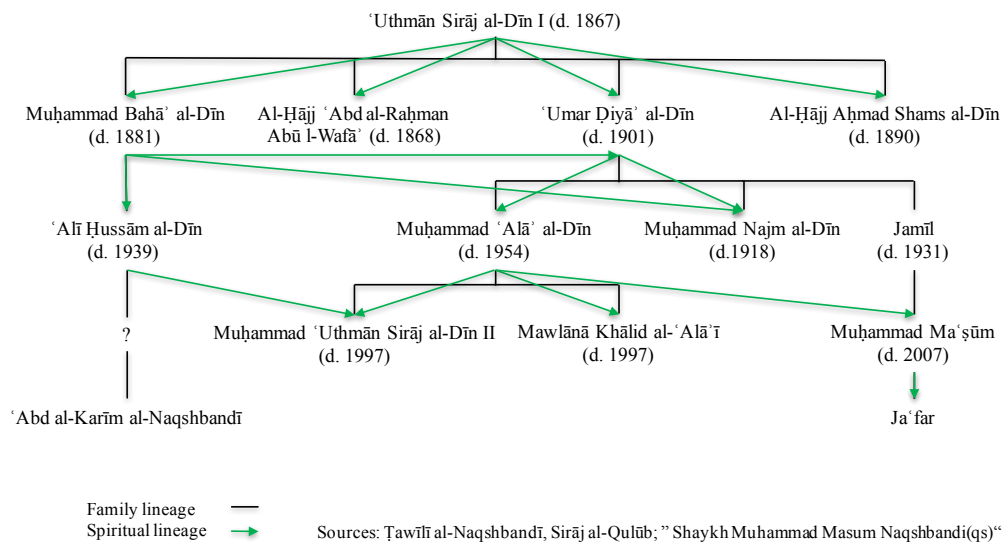 ʿUthmān Sirāj al-Dīn I (d. 1867)
Muḥammad Bahāʾ al-Dīn
(d. 1881)
Al-Ḥājj ʿAbd al-Raḥman
Abū l-Wafāʾ (d. 1868)
ʿUmar Ḍiyāʾ al-Dīn
(d. 1901)
Al-Ḥājj Aḥmad Shams al-Dīn
(d. 1890)
ʿAlī Ḥussām al-Dīn
(d. 1939)
Muḥammad ʿAlāʾ al-Dīn
(d. 1954)
Muḥammad Najm al-Dīn
(d.1918)
Jamīl
(d. 1931)
?
Muḥammad ʿUthmān Sirāj al-Dīn II
(d. 1997)
Mawlānā Khālid al-ʿAlāʾī
(d. 1997)
Muḥammad Maʿṣūm
(d. 2007)
ʿAbd al-Karīm al-Naqshbandī
Jaʿfar
Family lineage
Spiritual lineage
Sources: Ṭawīlī al-Naqshbandī, Sirāj al-Qulūb; ” Shaykh Muhammad Masum Naqshbandi(qs)“